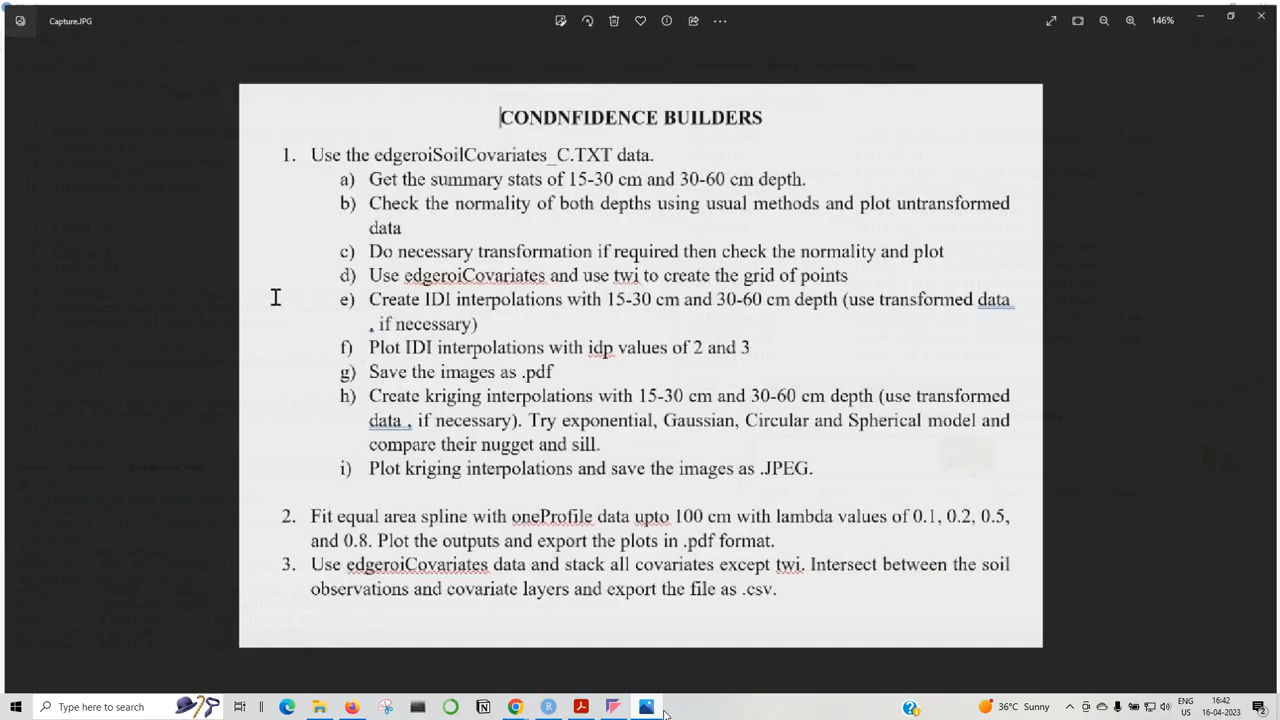 Capture.JPG
146%
CONDNFIDENCE BUILDERS
1. Use the edgeroiSoilCovariates_C.TXT data.
a) Get the summary stats of 15-30 cm and 30-60 cm depth.
b) Check the normality of both depths using usual methods and plot untransformed
data
c) Do necessary transformation if required then check the normality and plot
d) Use edgeroiCovariates and use twi to create the grid of points
e) Create IDI interpolations with 15-30 cm and 30-60 cm depth (use transformed data
, if necessary)
f) Plot IDI interpolations with idp values of 2 and 3
g) Save the images as .pdf
h) Create kriging interpolations with 15-30 cm and 30-60 cm depth (use transformed
data , if necessary). Try exponential, Gaussian, Circular and Spherical model and
compare their nugget and sill.
i) Plot kriging interpolations and save the images as .JPEG.
2. Fit equal area spline with oneProfile data upto 100 cm with lambda values of 0.1, 0.2, 0.5,
and 0.8. Plot the outputs and export the plots in .pdf format.
3. Use edgeroiCovariates data and stack all covariates except twi. Intersect between the soil
observations and covariate layers and export the file as .csv.
Type here to search
36°C Sunny
ENG
US
16:42
16-04-2023
2